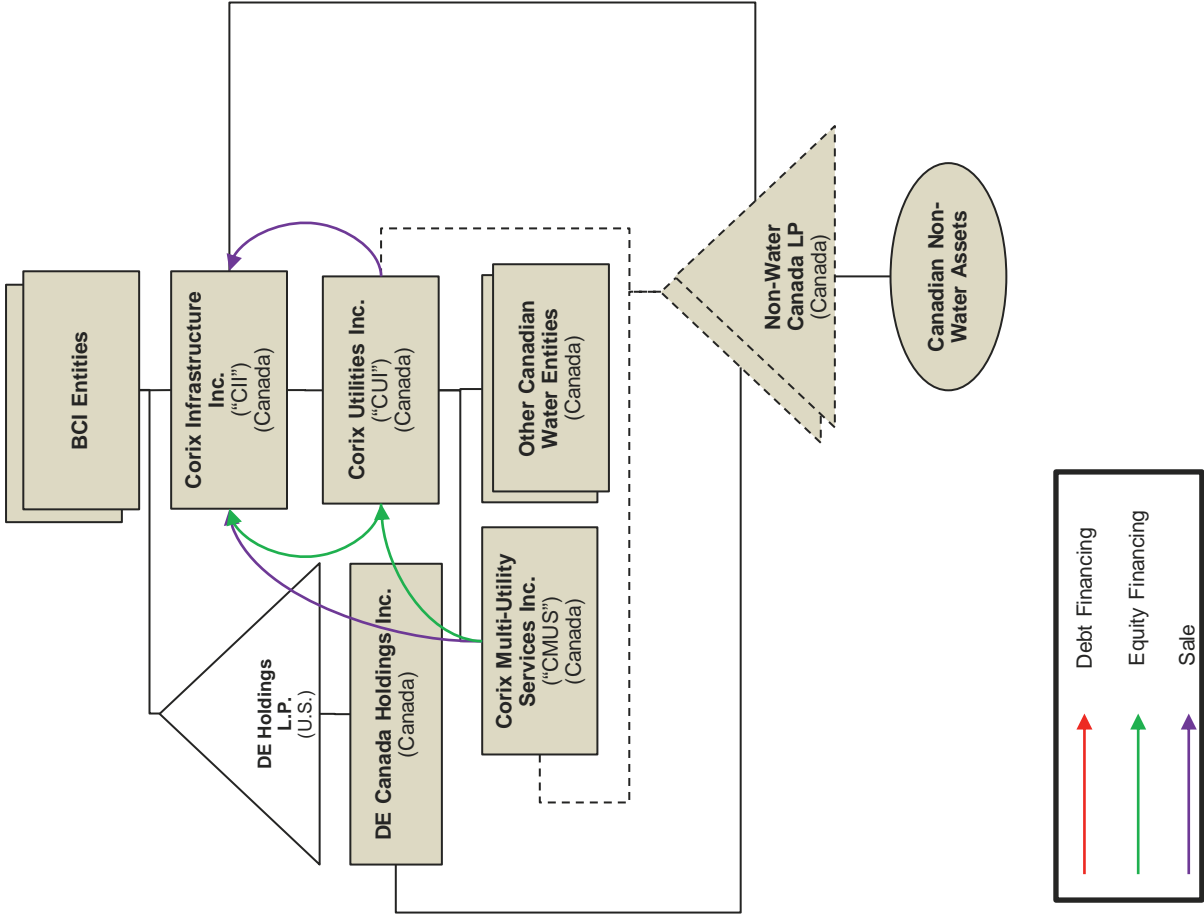 BCI Entities
DE Holdings
L.P.
(U.S.)
Corix Infrastructure
Inc.
("CII")
(Canada)
DE Canada Holdings Inc.
(Canada)
Corix Utilities Inc.
("CUI")
(Canada)
Corix Multi-Utility
Services Inc.
("CMUS")
(Canada)
Other Canadian
Water Entities
(Canada)
Non-Water
Canada LP
(Canada)
Canadian Non-
Water Assets
Debt Financing
Equity Financing
Sale